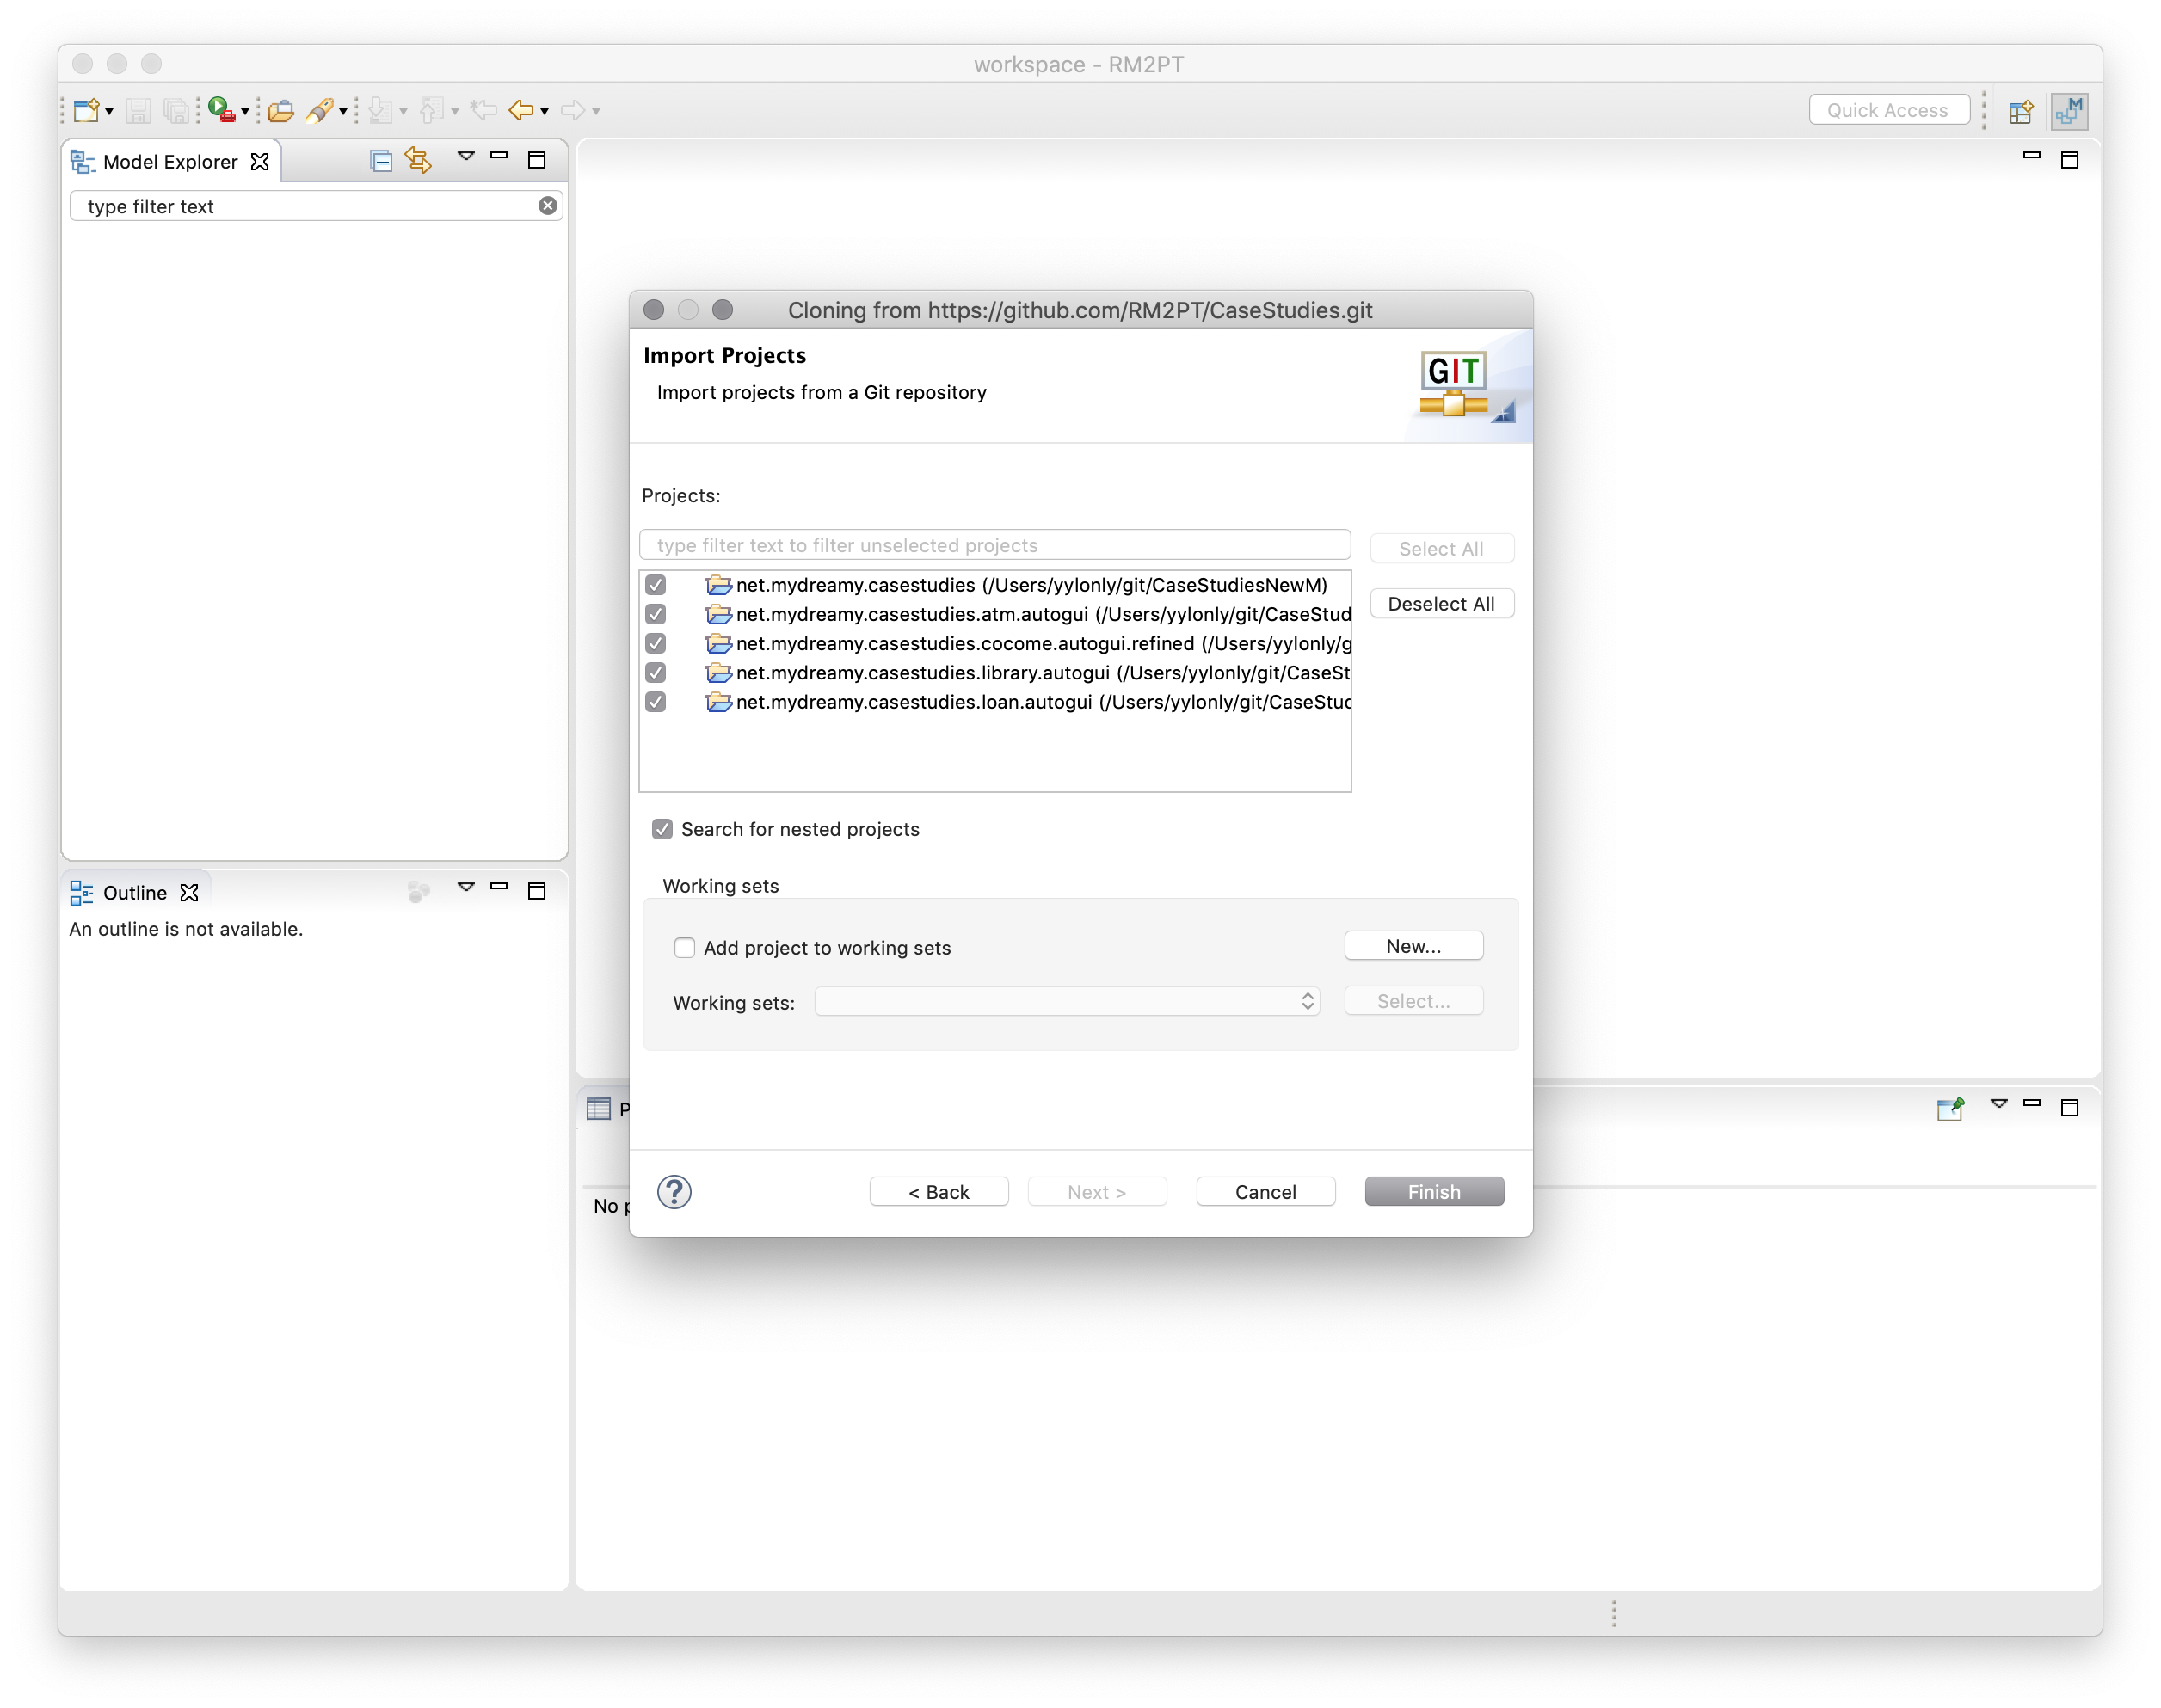 workspace - RM2PT
Quick Access
M
Model Explorer
type filter text
Cloning from https://github.com/RM2PT/CaseStudies.git
Import Projects
Import projects from a Git repository
GIT
Projects:
type filter text to filter unselected projects
Select All
net.mydreamy.casestudies (/Users/yylonly/git/CaseStudiesNewM)
net.mydreamy.casestudies.atm.autogui (/Users/yylonly/git/CaseStud
Deselect All
net.mydreamy.casestudies.cocome.autogui.refined (/Users/yylonly/g
net.mydreamy.casestudies.library.autogui (/Users/yylonly/git/CaseSt
net.mydreamy.casestudies.loan.autogui (/Users/yylonly/git/CaseStud
Search for nested projects
Working sets
Add project to working sets
New...
Working sets:
Select...
? < Back Next > Cancel Finish
Outline
An outline is not available.
P
No p